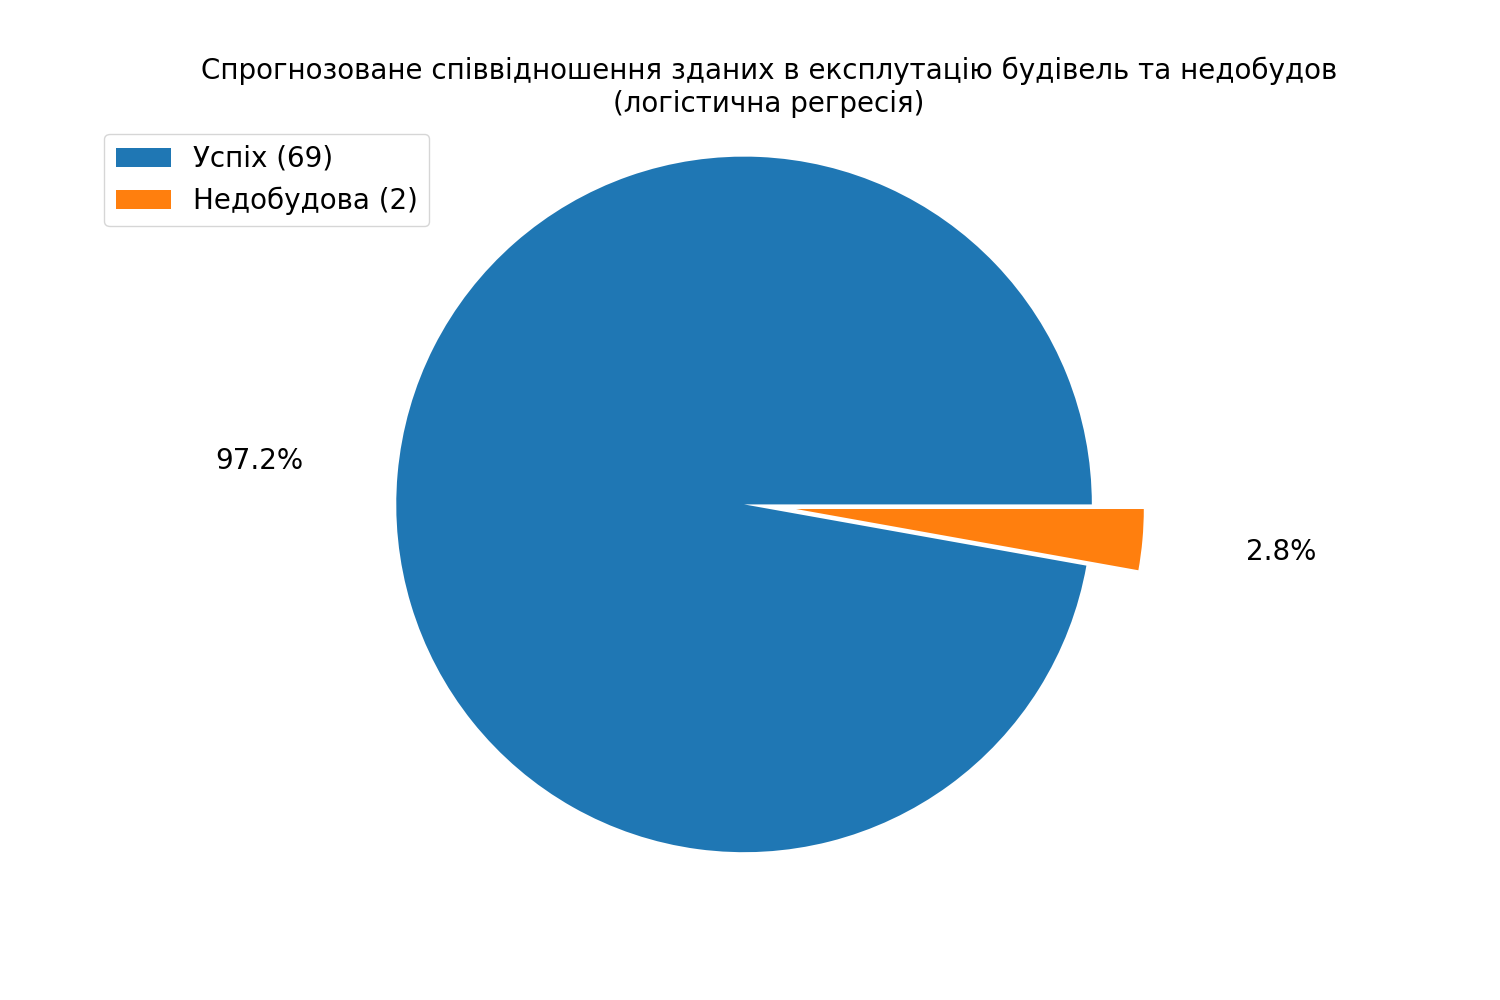 Спрогнозоване співвідношення зданих в експлутацію будівель та недобудов
(логістична регресія)
Успіх (69)
Недобудова (2)
97.2%
2.8%